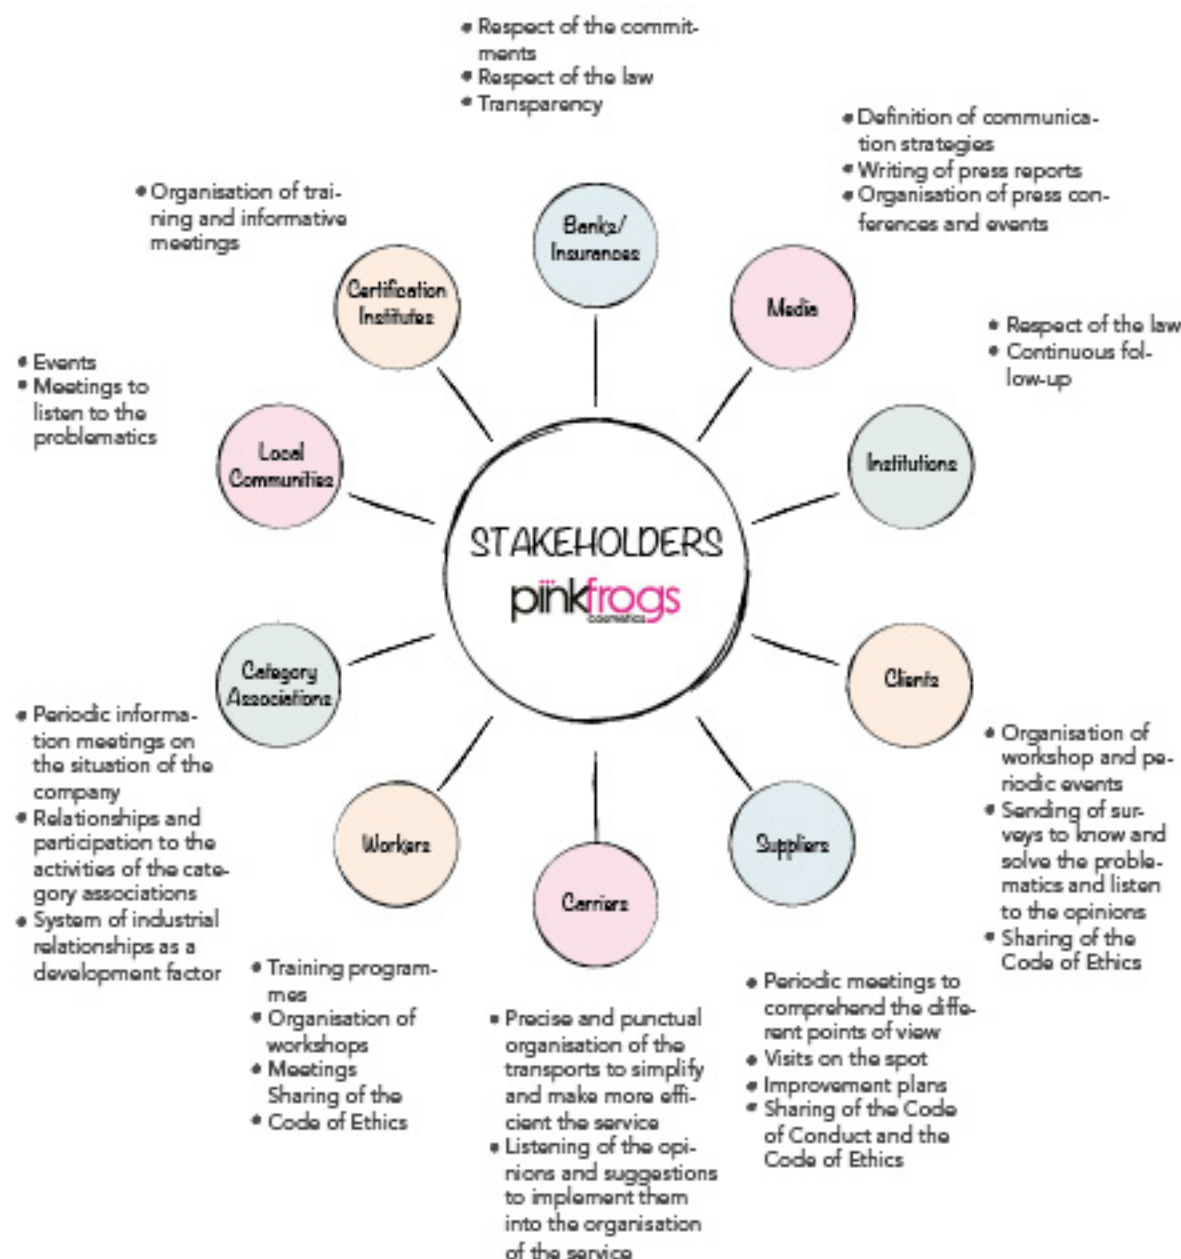 Respect of the commit-
ments
Respect of the law
Transparency
Definition of communica-
tion strategies
Writing of press reports
Organisation of press con-
ferences and events
Organisation of trai-
ning and informative
meetings
Banks/
Insurances
Certification
Institutes
Media
Respect of the law
Continuous fol-
low-up
Events
Meetings to
listen to the
problematics
Local
Communities
Institutions
STAKEHOLDERS
pinkfrogs
cosmetics
Category
Associations
Clients
Periodic informa-
tion meetings on
the situation of the
company
Relationships and
participation to the
activities of the cate-
gory associations
System of industrial
relationships as a
development factor
Organisation of
workshop and pe-
riodic events
Sending of sur-
veys to know and
solve the proble-
matics and listen
to the opinions
Sharing of the
Code of Ethics
Workers
Suppliers
Carriers
Training program-
mes
Organisation of
workshops
Meetings
Sharing of the
Code of Ethics
Precise and punctual
organisation of the
transports to simplify
and make more effi-
cient the service
Listening of the opi-
nions and suggestions
to implement them
into the organisation
of the service
Periodic meetings to
comprehend the diffe-
rent points of view
Visits on the spot
Improvement plans
Sharing of the Code
of Conduct and the
Code of Ethics